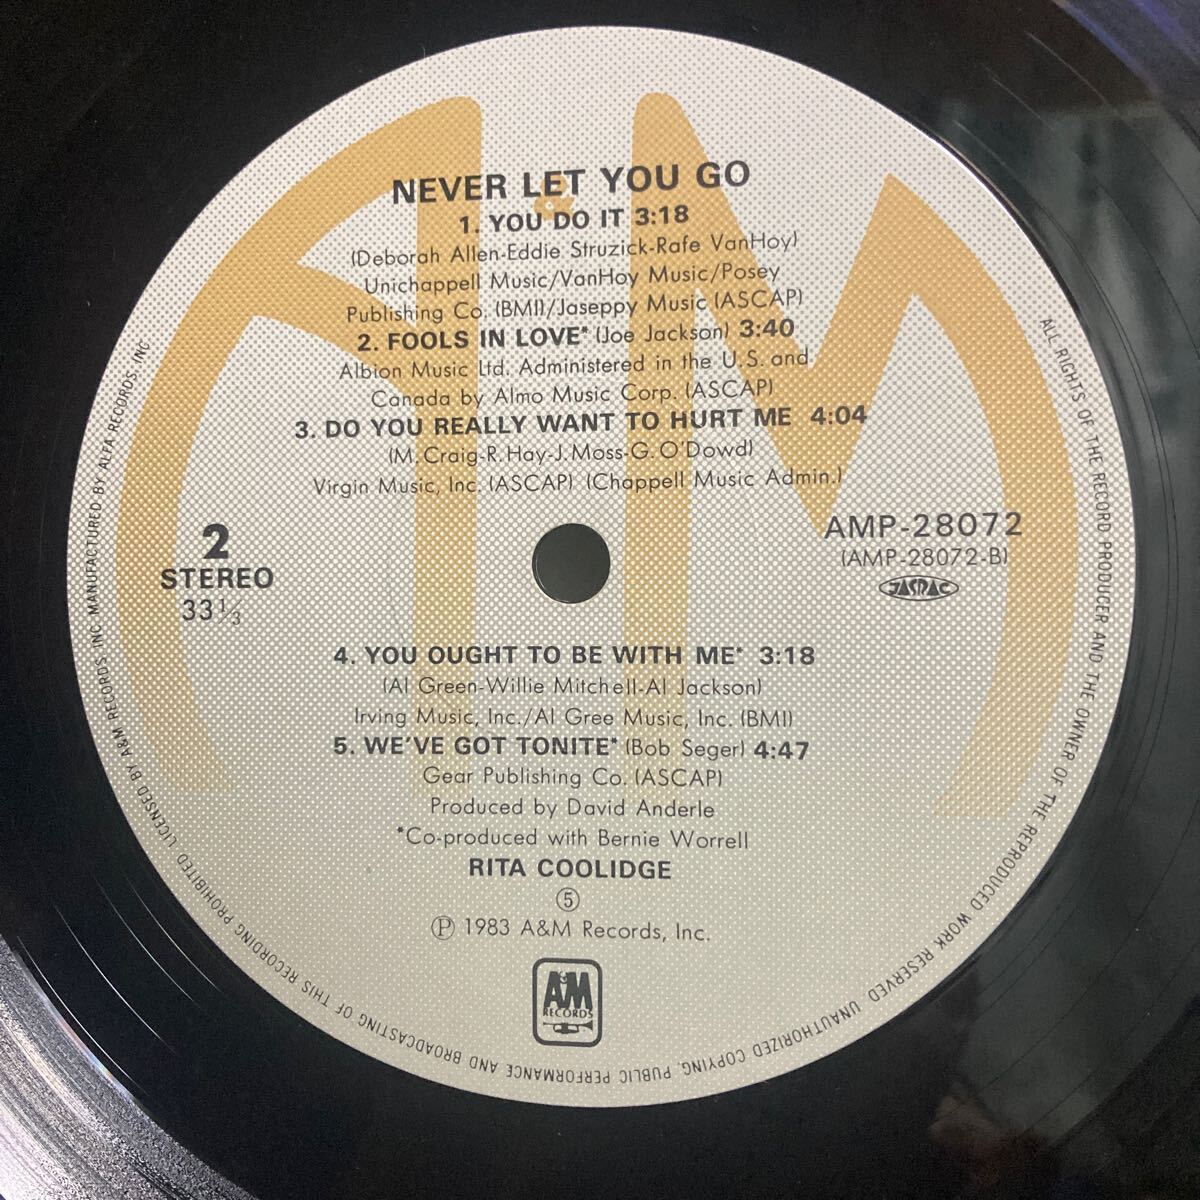 NEVER LET YOU GO
1. YOU DO IT 3:18
(Deborah Allen-Eddie Struzick-Rafe VanHoy)
Unichappell Music/VanHoy Music/Posey
Publishing Co. (BMI)/Jaseppy Music (ASCAP)
2. FOOLS IN LOVE* (Joe Jackson) 3:40
Albion Music Ltd. Administered in the U.S. and
Canada by Almo Music Corp. (ASCAP)
3. DO YOU REALLY WANT TO HURT ME 4:04
(M. Craig-R. Hay-J. Moss-G. O'Dowd)
Virgin Music, Inc. (ASCAP) (Chappell Music Admin.)
2
STEREO
33 1/3
AMP-28072
(AMP-28072-B)
JASRAC
4. YOU OUGHT TO BE WITH ME* 3:18
(Al Green-Willie Mitchell-Al Jackson)
Irving Music, Inc./Al Gree Music, Inc. (BMI)
5. WE'VE GOT TONITE* (Bob Seger) 4:47
Gear Publishing Co. (ASCAP)
Produced by David Anderle
*Co-produced with Bernie Worrell
RITA COOLIDGE
⑤
Ⓟ 1983 A&M Records, Inc.
A&M
RECORDS
ALL RIGHTS OF THE RECORD PRODUCER AND THE OWNER OF THE REPRODUCED WORK RESERVED. UNAUTHORIZED COPYING, PUBLIC PERFORMANCE AND BROADCASTING OF THIS RECORDING PROHIBITED LICENSED BY A&M RECORDS, INC. MANUFACTURED BY ALFA RECORDS, INC
A&M